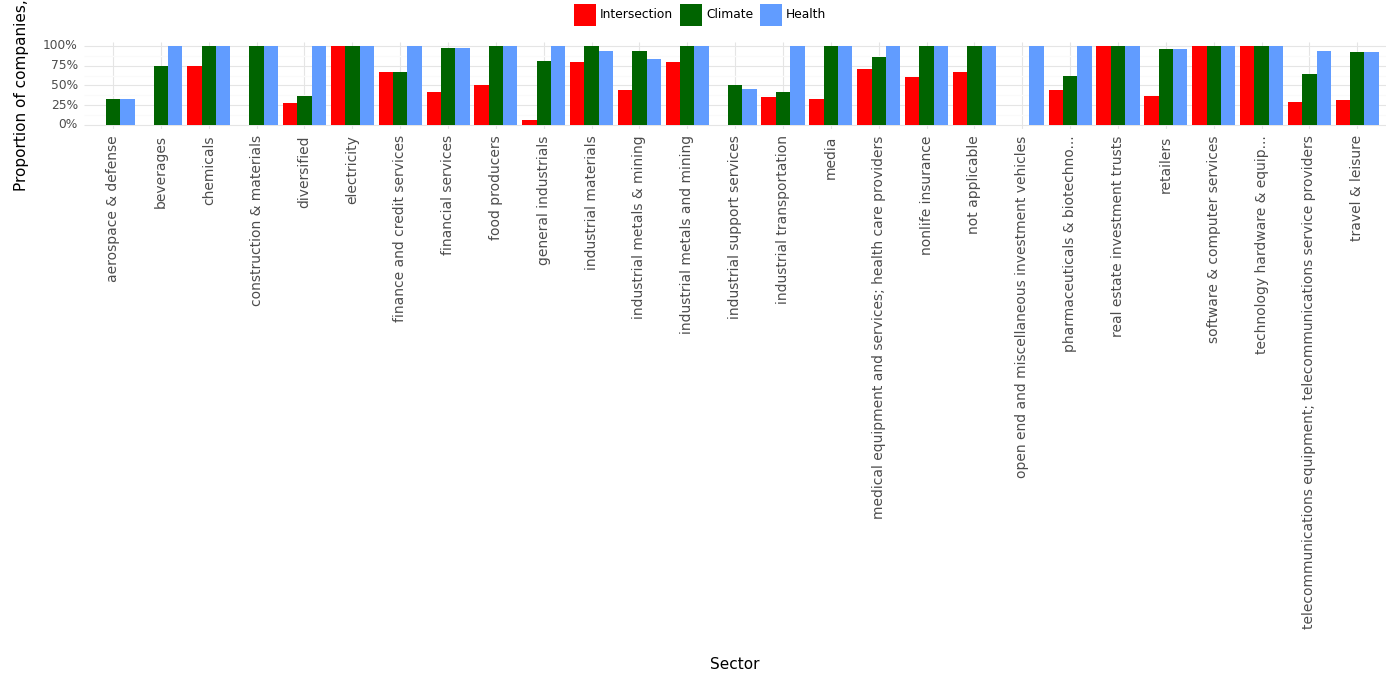 Intersection Climate Health
Proportion of companies,
100%
75%
50%
25%
0%
aerospace & defense
beverages
chemicals
construction & materials
diversified
electricity
finance and credit services
financial services
food producers
general industrials
industrial materials
industrial metals & mining
industrial metals and mining
industrial support services
industrial transportation
media
medical equipment and services; health care providers
nonlife insurance
not applicable
open end and miscellaneous investment vehicles
pharmaceuticals & biotechno...
real estate investment trusts
retailers
software & computer services
technology hardware & equip...
telecommunications equipment; telecommunications service providers
travel & leisure
Sector